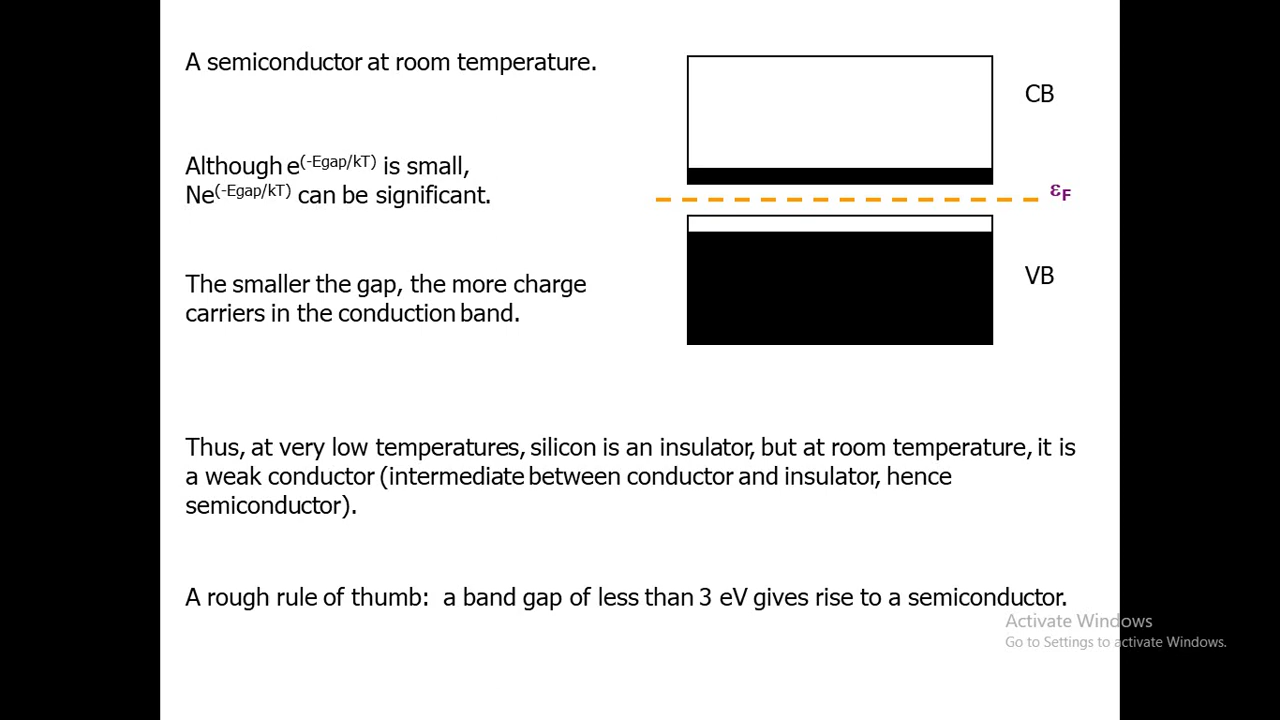 A semiconductor at room temperature.
CB
Although e(-Egap/kT) is small,
Ne(-Egap/kT) can be significant.
εF
The smaller the gap, the more charge
carriers in the conduction band.
VB
Thus, at very low temperatures, silicon is an insulator, but at room temperature, it is
a weak conductor (intermediate between conductor and insulator, hence
semiconductor).
A rough rule of thumb:  a band gap of less than 3 eV gives rise to a semiconductor.
Activate Windows
Go to Settings to activate Windows.